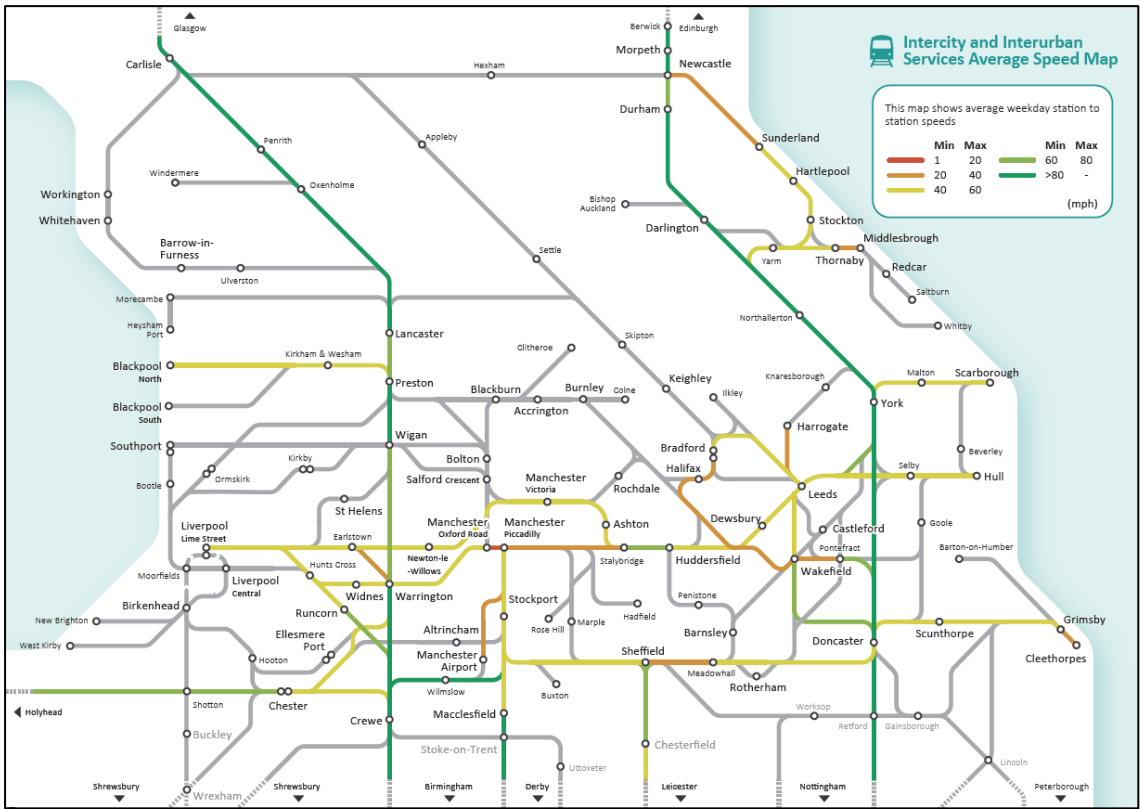 Glasgow
Berwick
Edinburgh
Intercity and Interurban
Services Average Speed Map
Morpeth
Carlisle
Hexham
Newcastle
This map shows average weekday station to
station speeds
Min Max Min Max
1 20 60 80
20 40 >80 -
40 60
(mph)
Durham
Penrith
Appleby
Sunderland
Windermere
Oxenholme
Hartlepool
Workington
Whitehaven
Bishop
Auckland
Darlington
Stockton
Barrow-in-
Furness
Ulverston
Settle
Yarm
Thornaby
Middlesbrough
Redcar
Saltburn
Morecambe
Heysham
Port
Lancaster
Northallerton
Whitby
Skipton
Blackpool
North
Kirkham & Wesham
Clitheroe
Preston
Keighley
Ilkley
Knaresborough
Malton
Scarborough
Blackpool
South
Blackburn
Accrington
Burnley
Colne
York
Southport
Wigan
Harrogate
Bradford
Beverley
Bolton
Kirkby
Ormskirk
Halifax
Selby
Hull
Bootle
Salford Crescent
Manchester
Victoria
Rochdale
Leeds
St Helens
Liverpool
Lime Street
Earlstown
Manchester
Oxford Road
Manchester
Piccadilly
Ashton
Dewsbury
Castleford
Goole
Newton-le
-Willows
Stalybridge
Huddersfield
Pontefract
Barton-on-Humber
Moorfields
Liverpool
Central
Hunts Cross
Widnes
Warrington
Wakefield
Birkenhead
Runcorn
Stockport
Hadfield
Penistone
New Brighton
West Kirby
Ellesmere
Port
Altrincham
Rose Hill
Marple
Barnsley
Doncaster
Scunthorpe
Grimsby
Cleethorpes
Hooton
Manchester
Airport
Sheffield
Meadowhall
Rotherham
Wilmslow
Buxton
Shotton
Chester
Holyhead
Crewe
Macclesfield
Worksop
Retford
Gainsborough
Buckley
Stoke-on-Trent
Chesterfield
Uttoxeter
Lincoln
Wrexham
Shrewsbury
Shrewsbury
Birmingham
Derby
Leicester
Nottingham
Peterborough